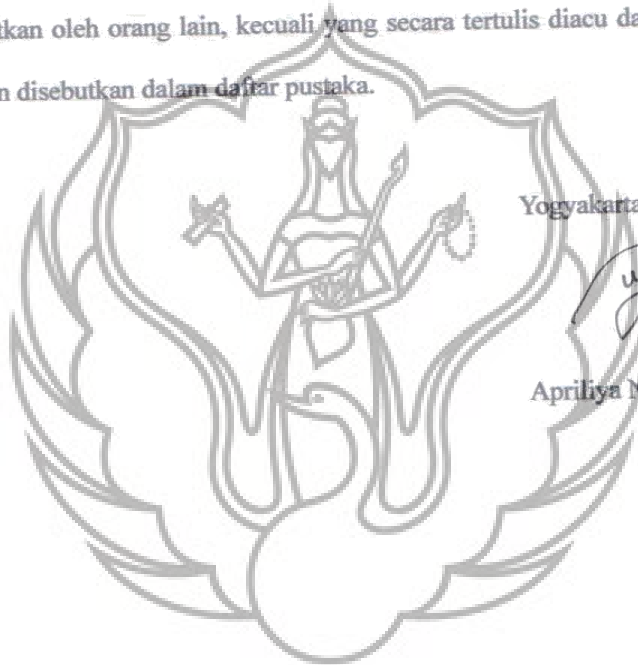 tkan oleh orang lain, kecuali yang secara tertulis diacu da
n disebutkan dalam daftar pustaka.
Yogyakarta
Apriliya N